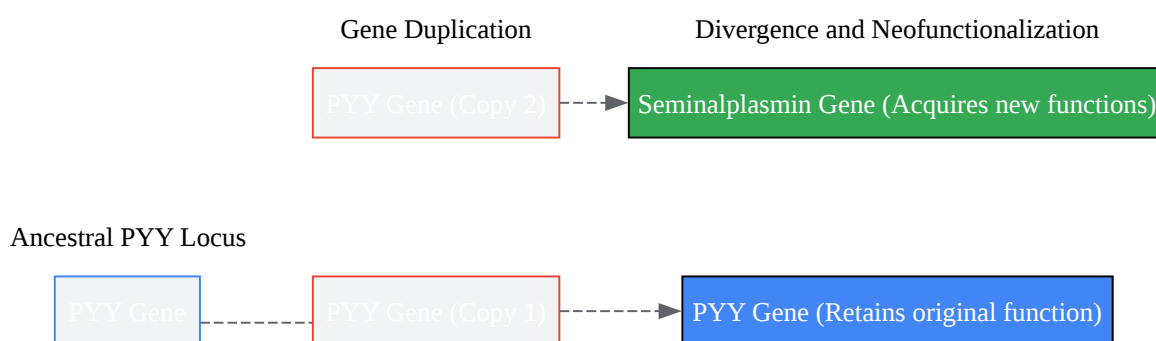 Gene Duplication
Divergence and Neofunctionalization
PYY Gene (Copy 2)
Seminalplasmin Gene (Acquires new functions)
Ancestral PYY Locus
PYY Gene
PYY Gene (Copy 1)
PYY Gene (Retains original function)